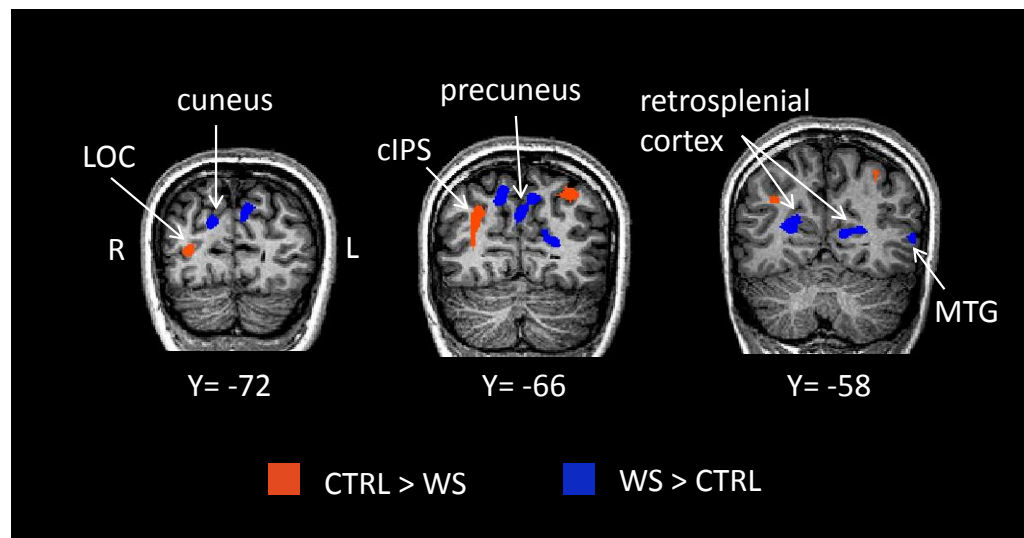 cuneus
LOC
R
L
Y= -72
precuneus
cIPS
Y= -66
retrosplenial
cortex
MTG
Y= -58
CTRL > WS
WS > CTRL